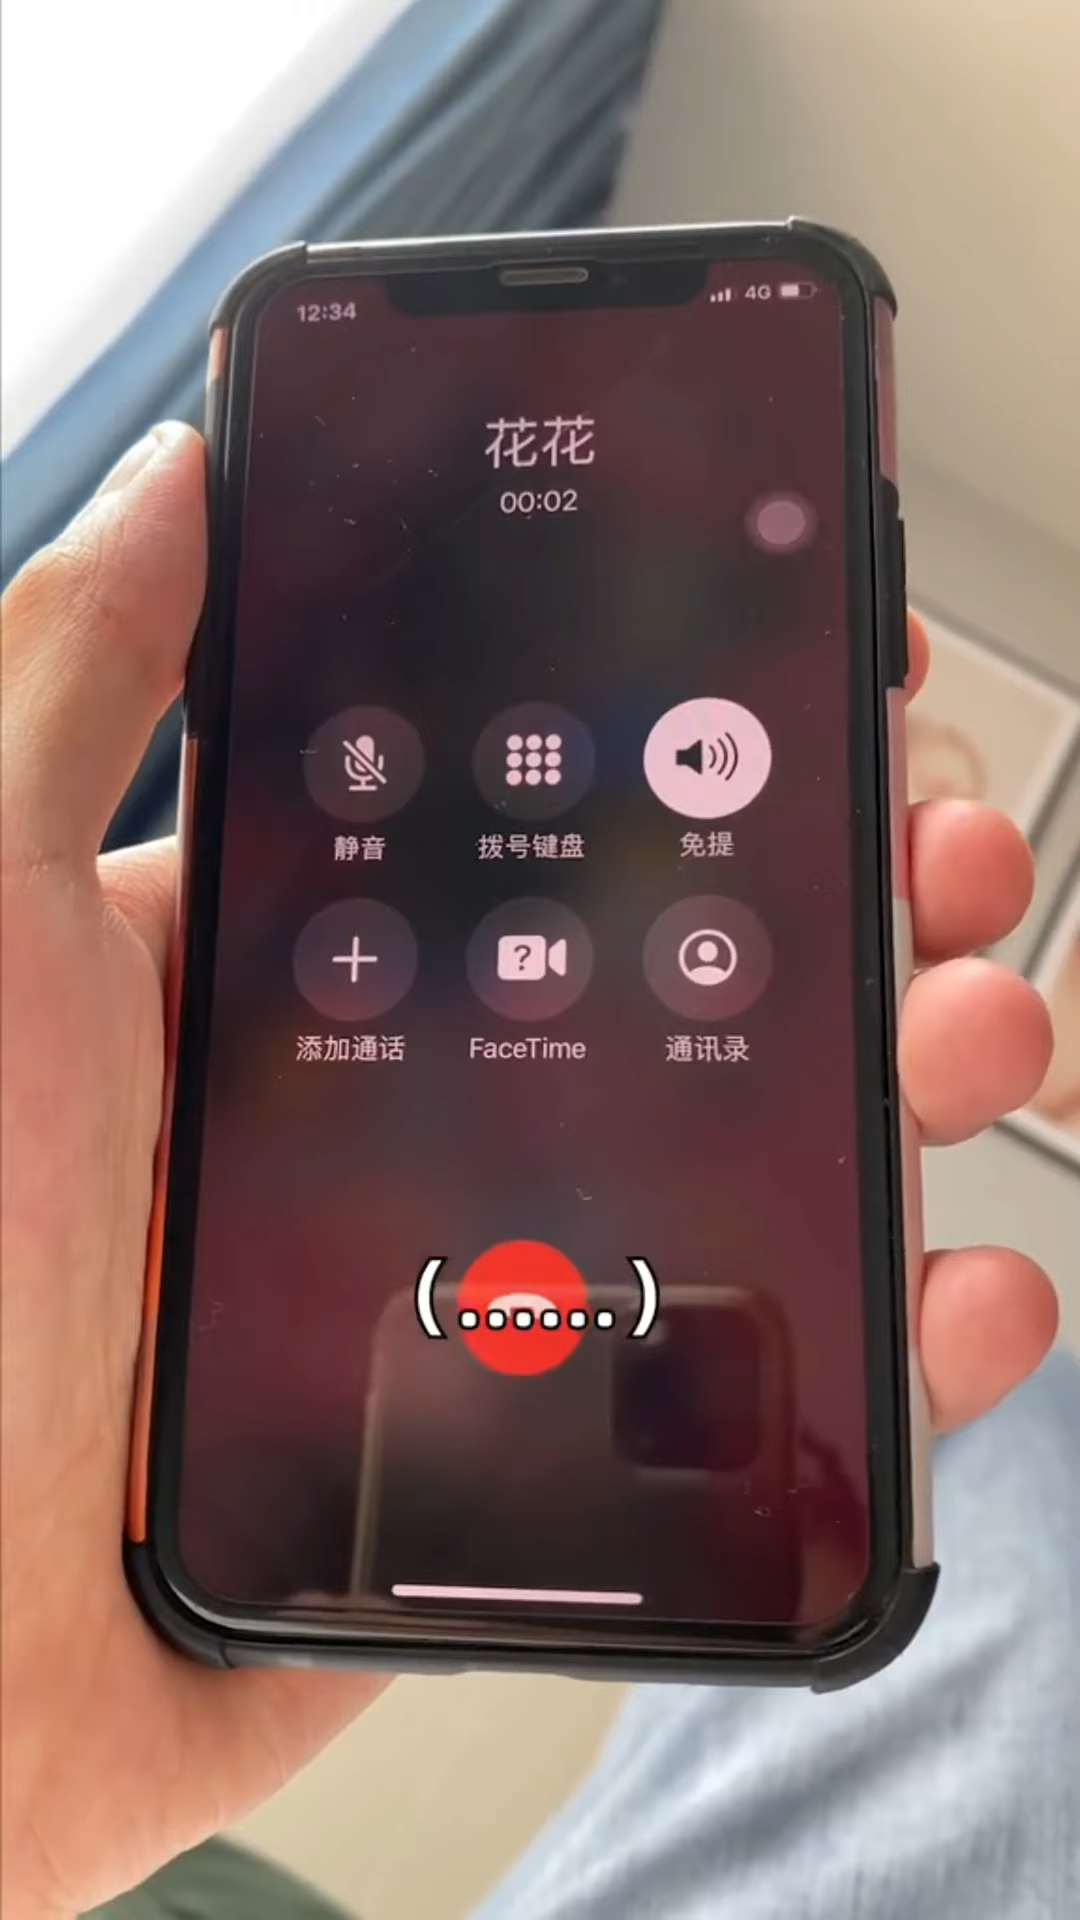 12:34 4G
花花
00:02
静音 拨号键盘 免提
添加通话 FaceTime 通讯录
(......)